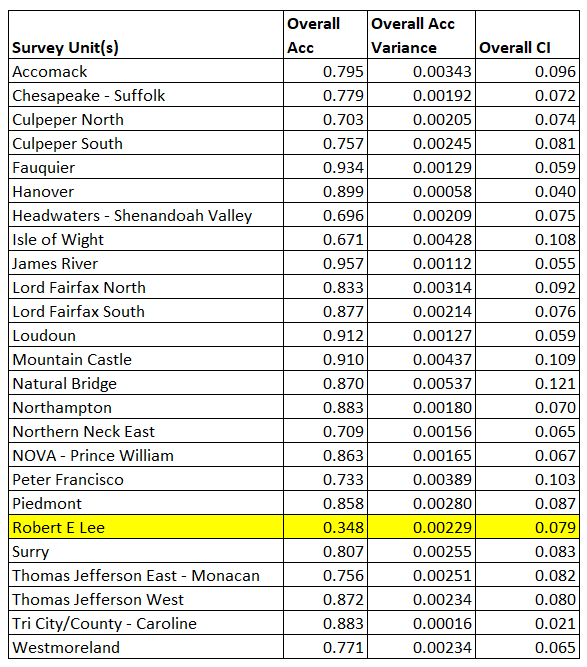 Survey Unit(s) Overall Acc Overall Acc Variance Overall CI
Accomack 0.795 0.00343 0.096
Chesapeake - Suffolk 0.779 0.00192 0.072
Culpeper North 0.703 0.00205 0.074
Culpeper South 0.757 0.00245 0.081
Fauquier 0.934 0.00129 0.059
Hanover 0.899 0.00058 0.040
Headwaters - Shenandoah Valley 0.696 0.00209 0.075
Isle of Wight 0.671 0.00428 0.108
James River 0.957 0.00112 0.055
Lord Fairfax North 0.833 0.00314 0.092
Lord Fairfax South 0.877 0.00214 0.076
Loudoun 0.912 0.00127 0.059
Mountain Castle 0.910 0.00437 0.109
Natural Bridge 0.870 0.00537 0.121
Northampton 0.883 0.00180 0.070
Northern Neck East 0.709 0.00156 0.065
NOVA - Prince William 0.863 0.00165 0.067
Peter Francisco 0.733 0.00389 0.103
Piedmont 0.858 0.00280 0.087
Robert E Lee 0.348 0.00229 0.079
Surry 0.807 0.00255 0.083
Thomas Jefferson East - Monacan 0.756 0.00251 0.082
Thomas Jefferson West 0.872 0.00234 0.080
Tri City/County - Caroline 0.883 0.00016 0.021
Westmoreland 0.771 0.00234 0.065